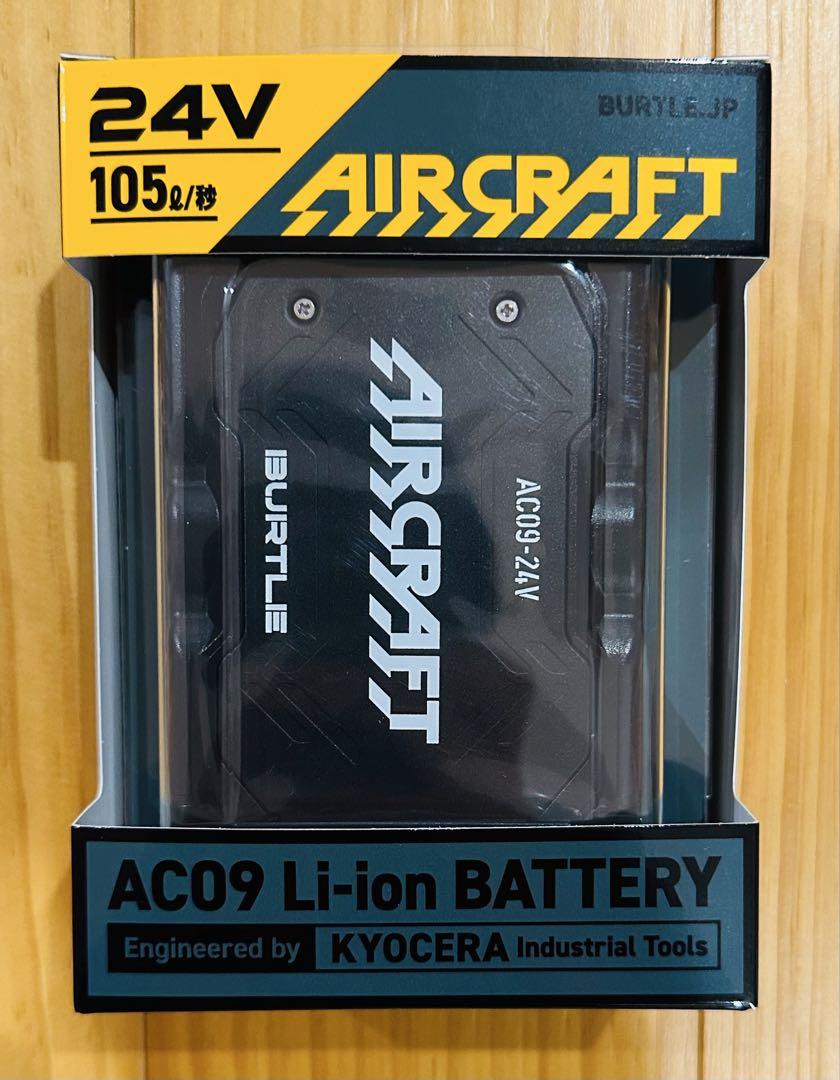 24V
105ℓ/秒
BURTLE.JP
AIRCRAFT
AIRCRAFT
BURTLE
AC09-24V
AC09 Li-ion BATTERY
Engineered by KYOCERA Industrial Tools